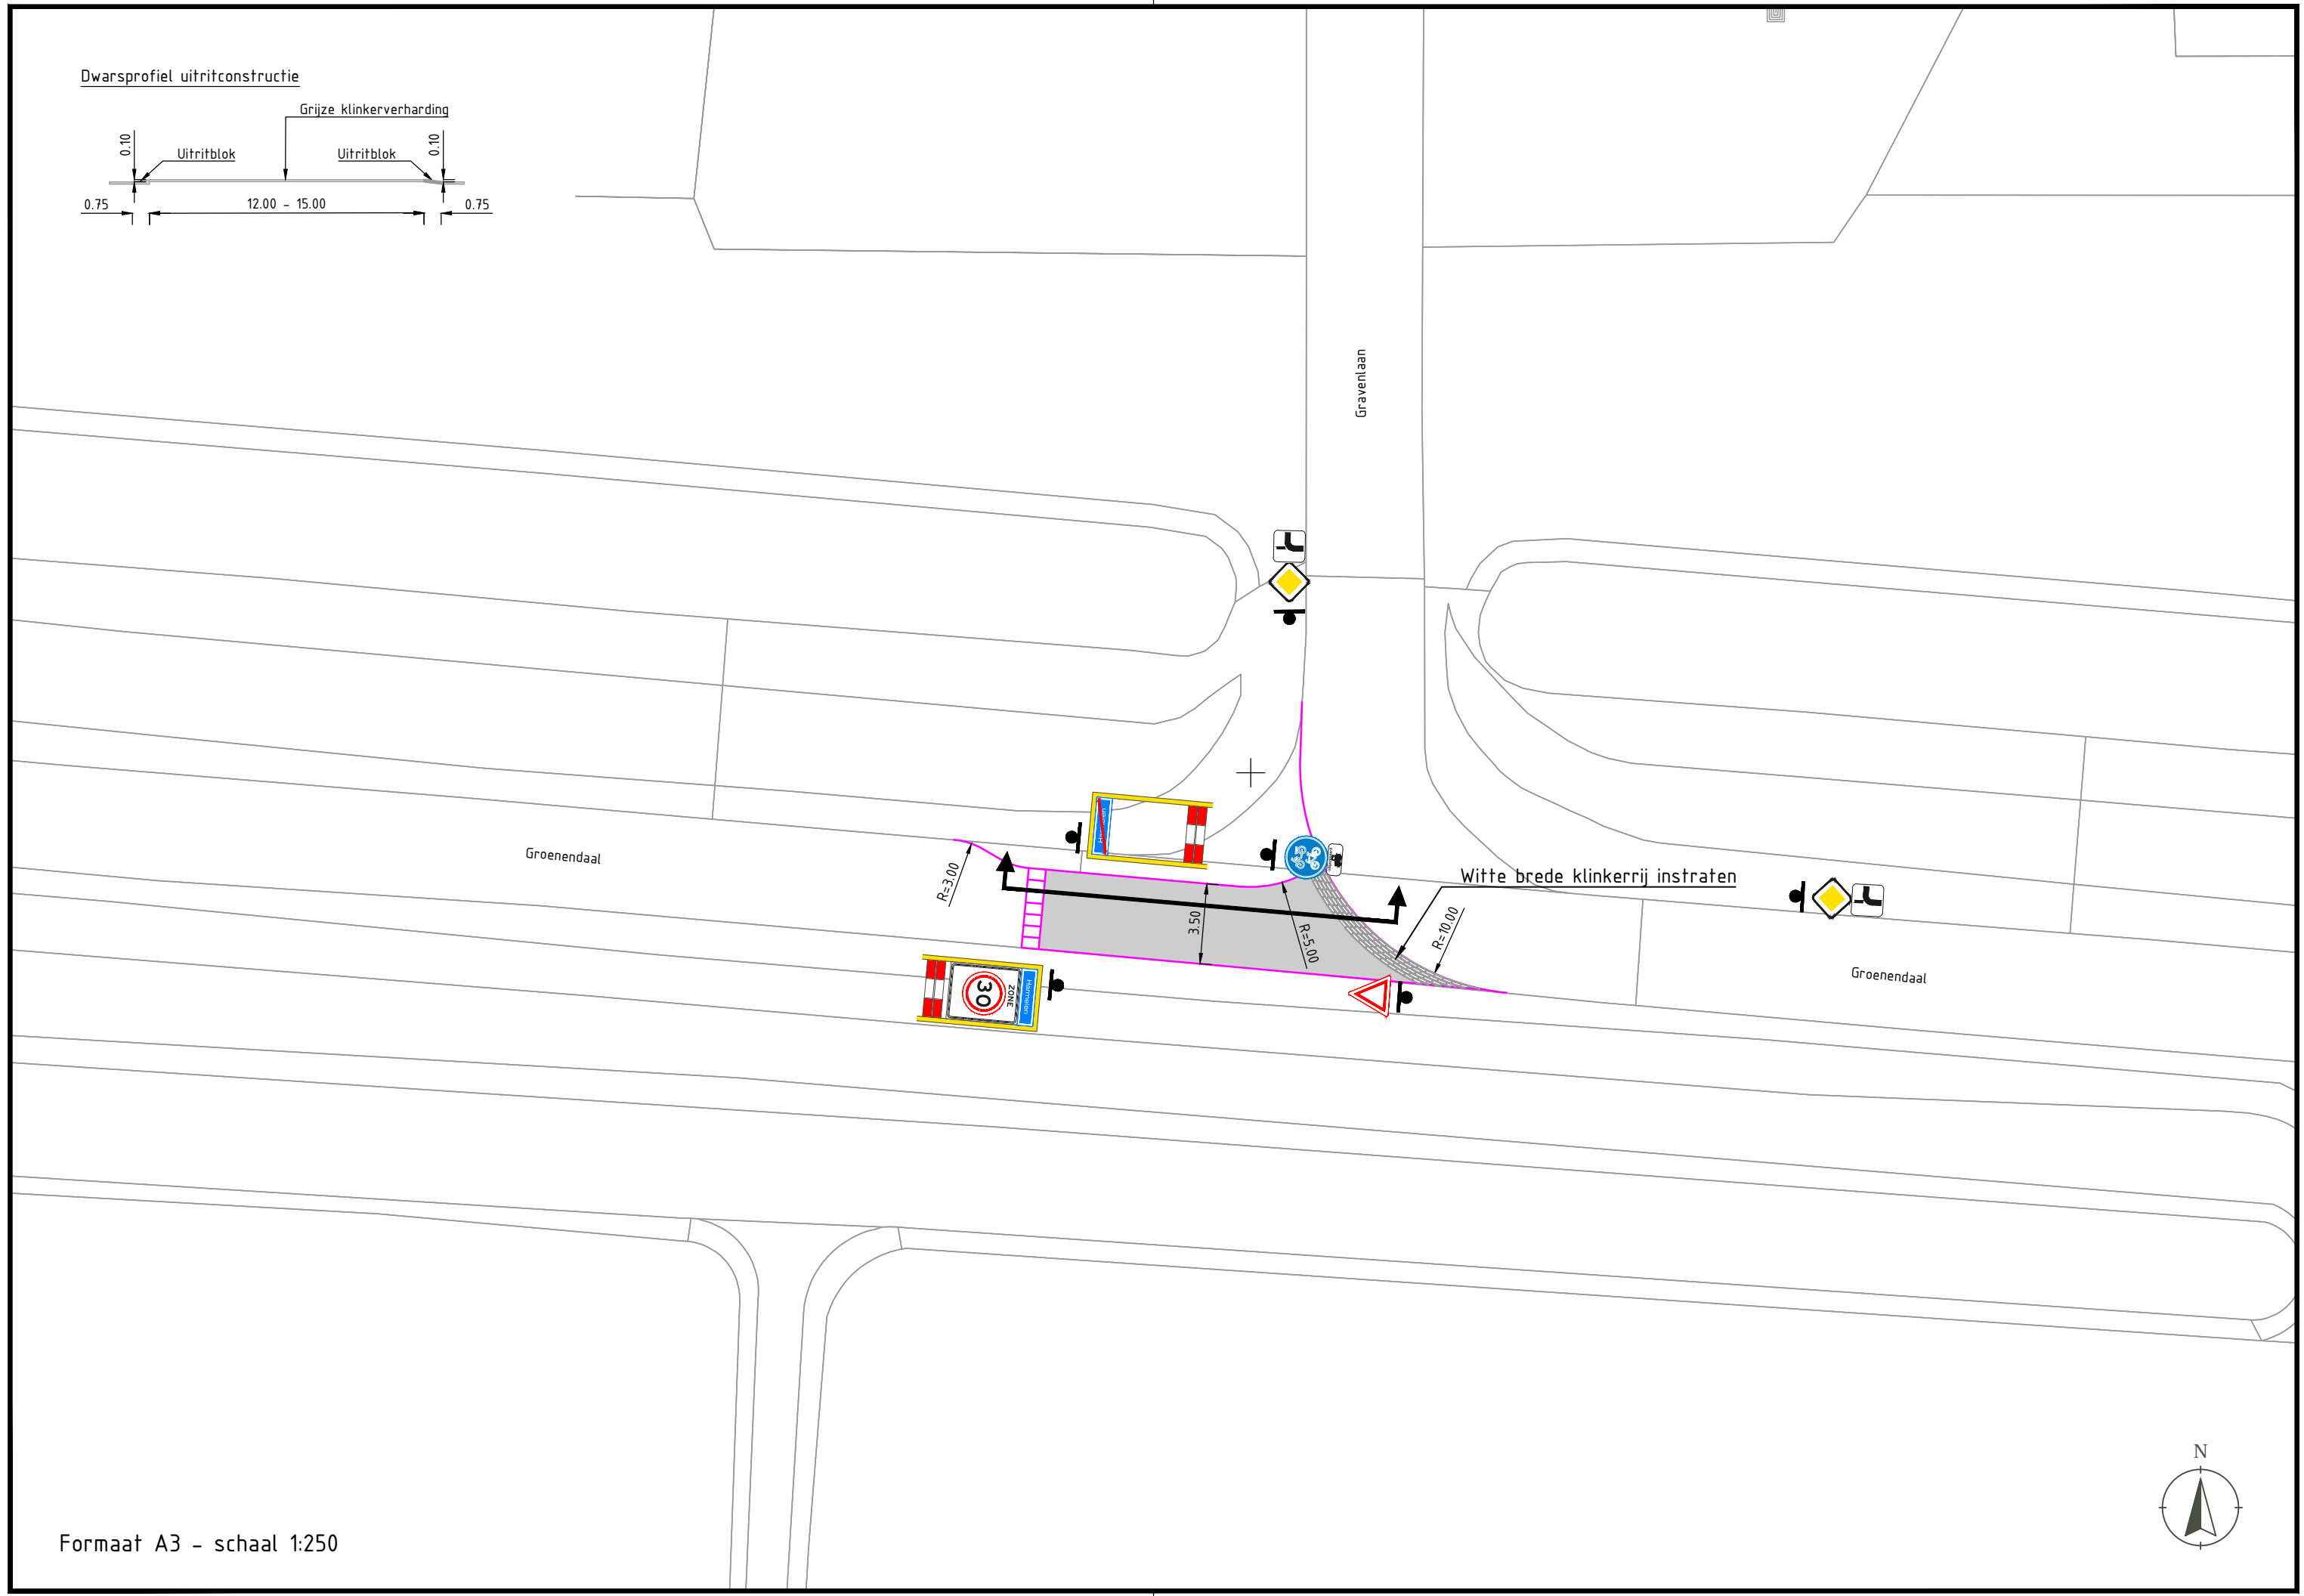 Dwarsprofiel uitritconstructie
Grijze klinkerverharding
0.10
0.10
Uitritblok
Uitritblok
0.75
12.00 - 15.00
0.75
Gravenlaan
Groenendaal
R=3.00
3.50
R=5.00
R=10.00
Witte brede klinkerrij instraten
Groenendaal
Harmelen
ZONE
30
N
Formaat A3 - schaal 1:250